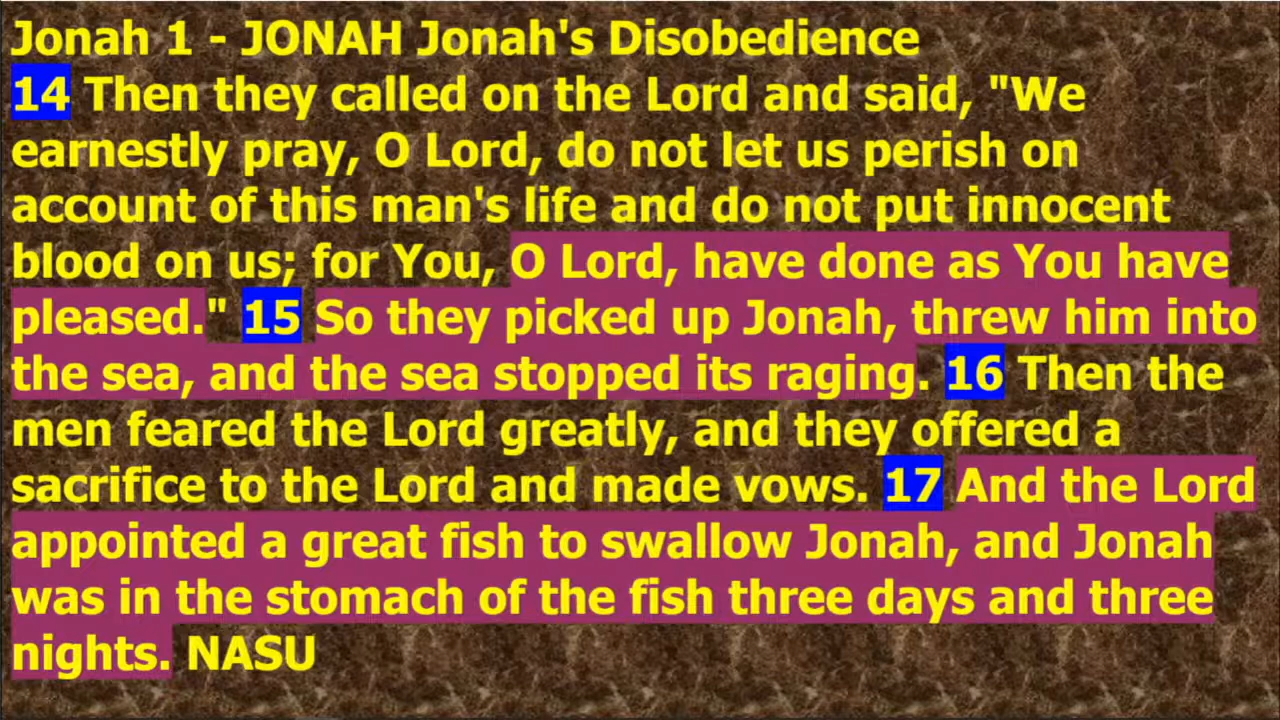 Jonah 1 - JONAH Jonah's Disobedience
14 Then they called on the Lord and said, "We
earnestly pray, O Lord, do not let us perish on
account of this man's life and do not put innocent
blood on us; for You, O Lord, have done as You have
pleased." 15 So they picked up Jonah, threw him into
the sea, and the sea stopped its raging. 16 Then the
men feared the Lord greatly, and they offered a
sacrifice to the Lord and made vows. 17 And the Lord
appointed a great fish to swallow Jonah, and Jonah
was in the stomach of the fish three days and three
nights. NASU